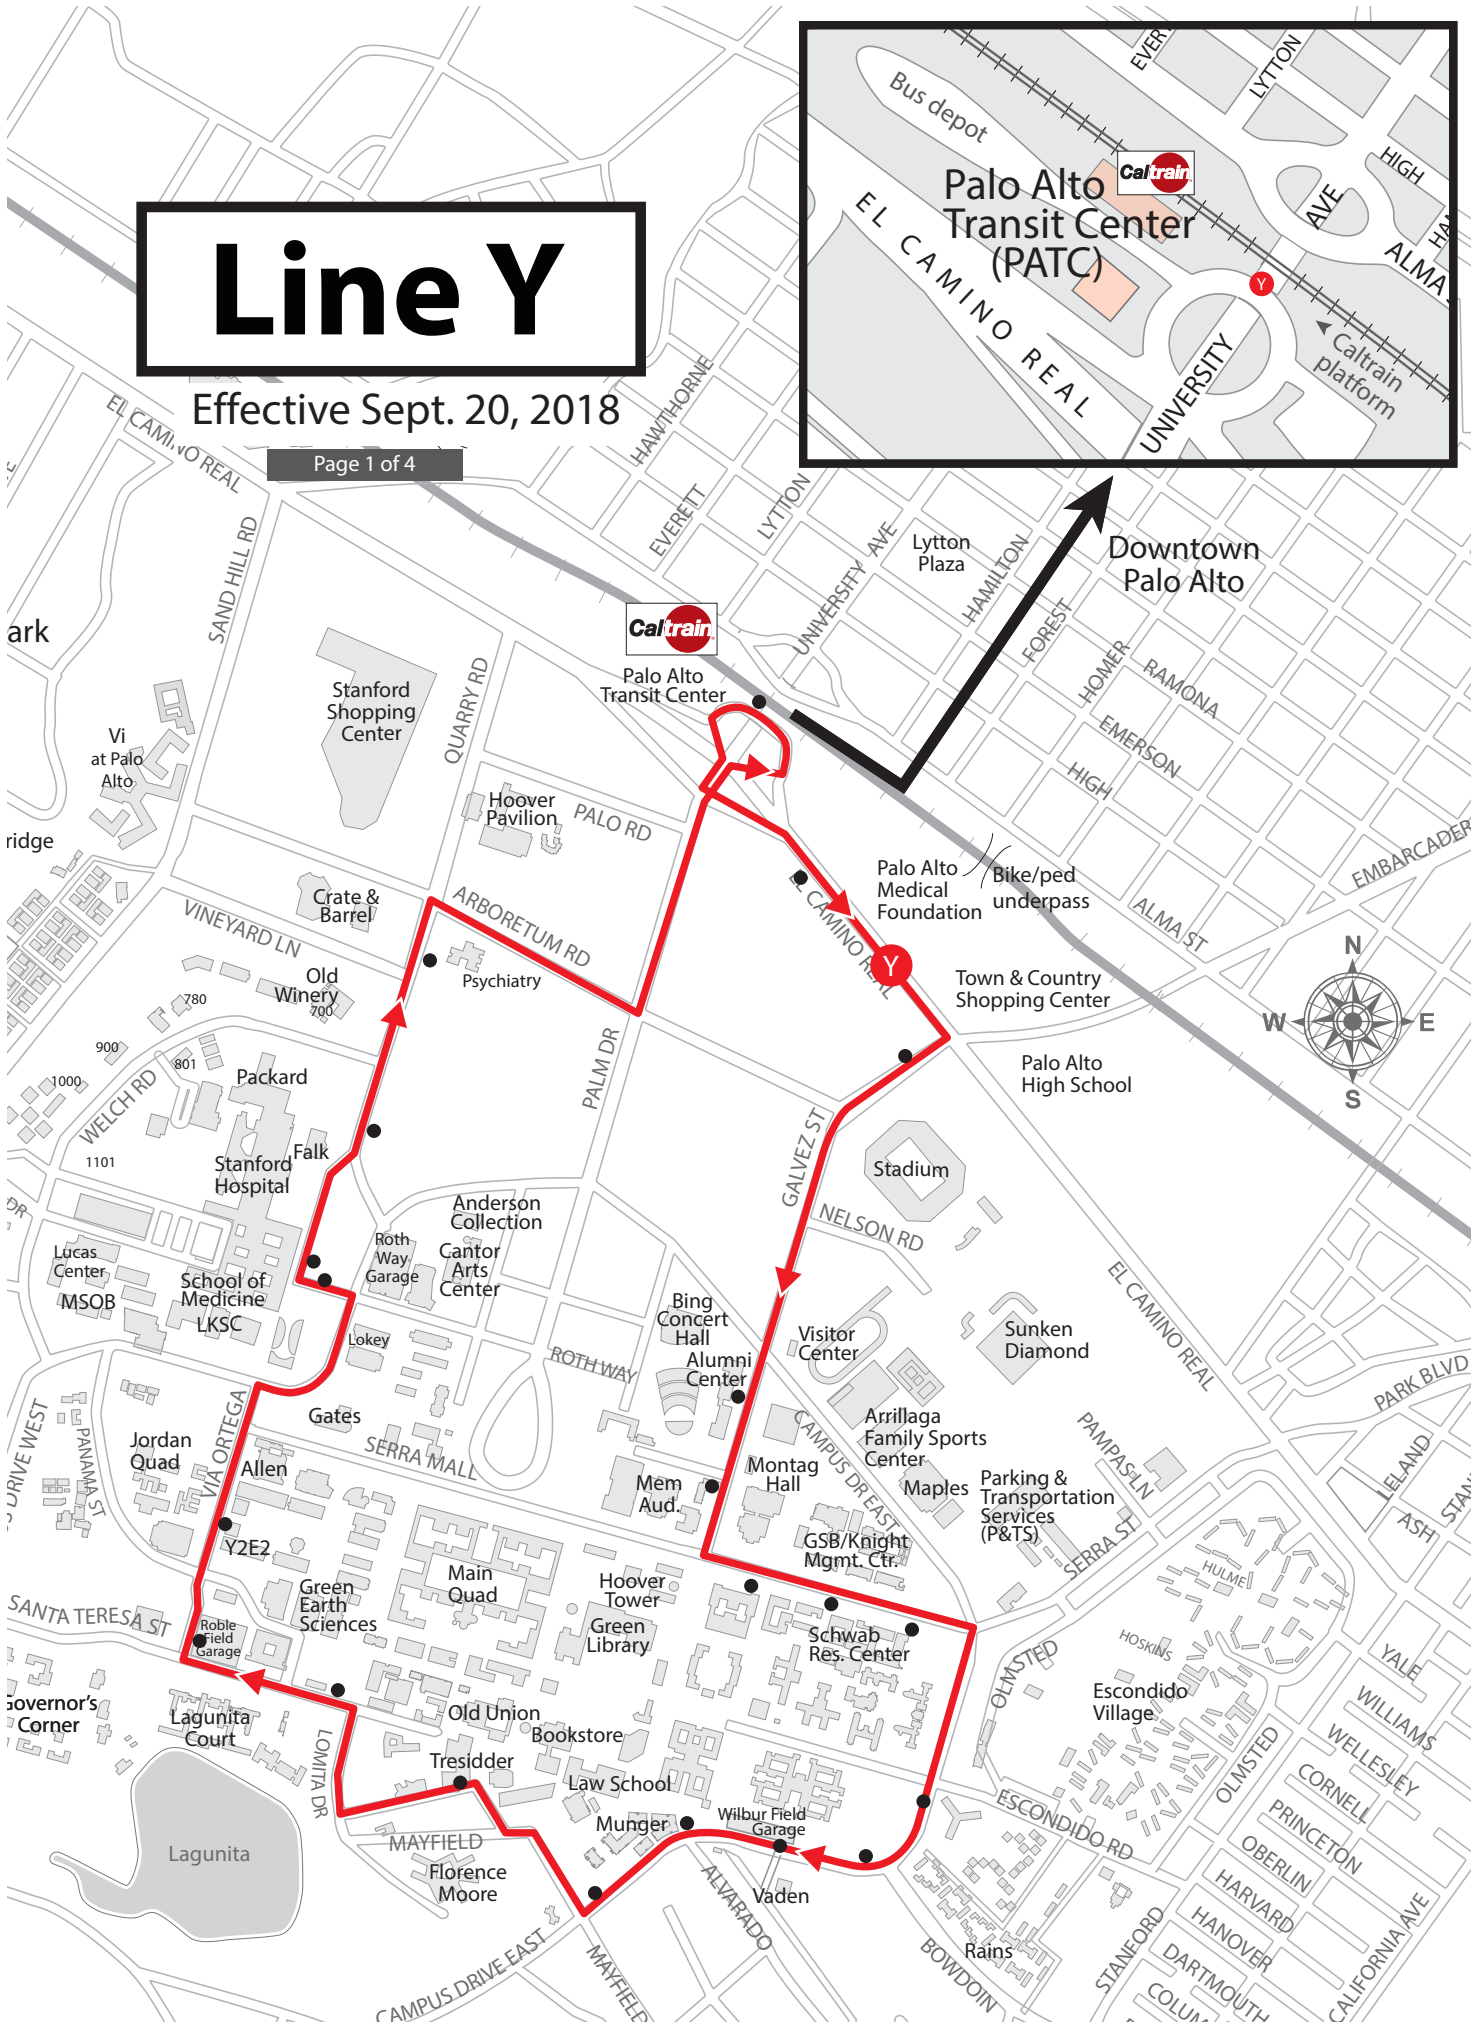 Line Y
Effective Sept. 20, 2018
Page 1 of 4
EVER
LYTTON
Bus depot
Caltrain
HIGH
Palo Alto
Transit Center
(PATC)
AVE
HAM
ALMA
EL CAMINO REAL
Y
UNIVERSITY
Caltrain
platform
EL CAMINO REAL
HAWTHORNE
EVERETT
LYTTON
UNIVERSITY AVE
Lytton
Plaza
HAMILTON
Downtown
Palo Alto
SAND HILL RD
FOREST
HOMER
RAMONA
EMERSON
HIGH
ark
Caltrain
Palo Alto
Transit Center
QUARRY RD
Stanford
Shopping
Center
Vi
at Palo
Alto
Hoover
Pavilion
PALO RD
ridge
EMBARCADER
Palo Alto
Medical
Foundation
Bike/ped
underpass
ALMA ST
Crate &
Barrel
ARBORETUM RD
VINEYARD LN
EL CAMINO REAL
Y
N
W
E
S
Old
Winery
700
780
Psychiatry
Town & Country
Shopping Center
900
801
1000
WELCH RD
Packard
PALM DR
Palo Alto
High School
1101
Falk
Stanford
Hospital
GALVEZ ST
Stadium
DR
Anderson
Collection
NELSON RD
Lucas
Center
MSOB
School of
Medicine
LKSC
Roth
Way
Garage
Cantor
Arts
Center
EL CAMINO REAL
Lokey
Bing
Concert
Hall
Alumni
Center
Visitor
Center
Sunken
Diamond
ROTH WAY
PARK BLVD
S DRIVE WEST
PANAMA ST
VIA ORTEGA
Gates
Jordan
Quad
SERRA MALL
Allen
CAMPUS DR EAST
Arrillaga
Family Sports
Center
PAMPAS LN
LELAND
STAN
ASH
Mem
Aud.
Montag
Hall
Maples
Parking &
Transportation
Services
(P&TS)
SERRA ST
Y2E2
GSB/Knight
Mgmt. Ctr.
HULME
Main
Quad
Hoover
Tower
Green
Earth
Sciences
Green
Library
SANTA TERESA ST
Roble
Field
Garage
Schwab
Res. Center
HOSKINS
YALE
OLMSTED
Governor's
Corner
Lagunita
Court
Old Union
Bookstore
Escondido
Village
WILLIAMS
WELLESLEY
OLMSTED
LOMITA DR
Tresidder
Law School
CORNELL
PRINCETON
Munger
Wilbur Field
Garage
ESCONDIDO RD
OBERLIN
Lagunita
MAYFIELD
Florence
Moore
Vaden
HARVARD
ALVARADO
HANOVER
Rains
STANFORD
DARTMOUTH
CALIFORNIA AVE
CAMPUS DRIVE EAST
MAYFIELD
BOWDOIN
COLUM